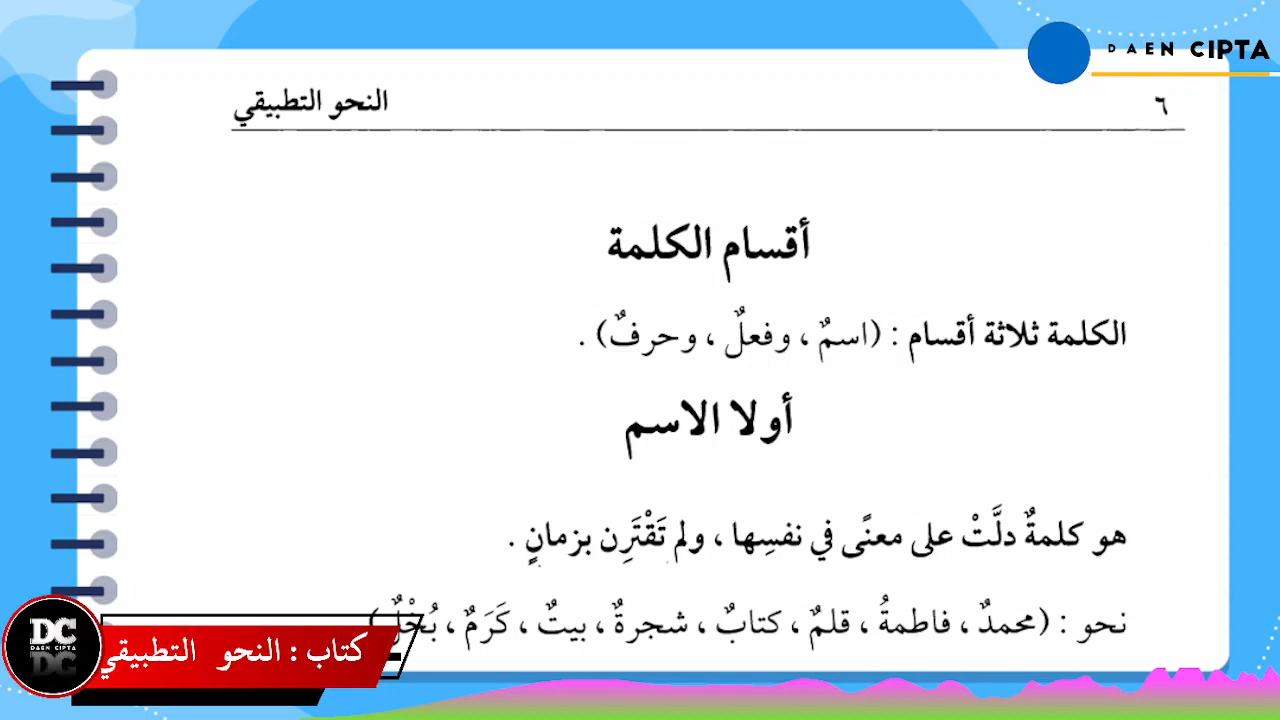 DAEN CIPTA
٦
النحو التطبيقي
أقسام الكلمة
الكلمة ثلاثة أقسام : (اسمٌ ، وفعلٌ ، وحرفٌ) .
أولا الاسم
هو كلمةٌ دلَّتْ على معنًى في نفسِها ، ولم تَقْتَرِن بزمانٍ .
نحو : (محمدٌ ، فاطمةُ ، قلمٌ ، كتابٌ ، شجرةٌ ، بيتٌ ، كَرَمٌ ، بُخْلٌ)
DC
DAEN CIPTA
كتاب : النحو التطبيقي